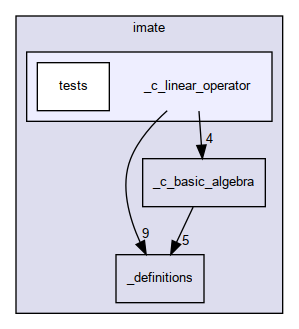 imate
tests
_c_linear_operator
4
_c_basic_algebra
9
5
_definitions